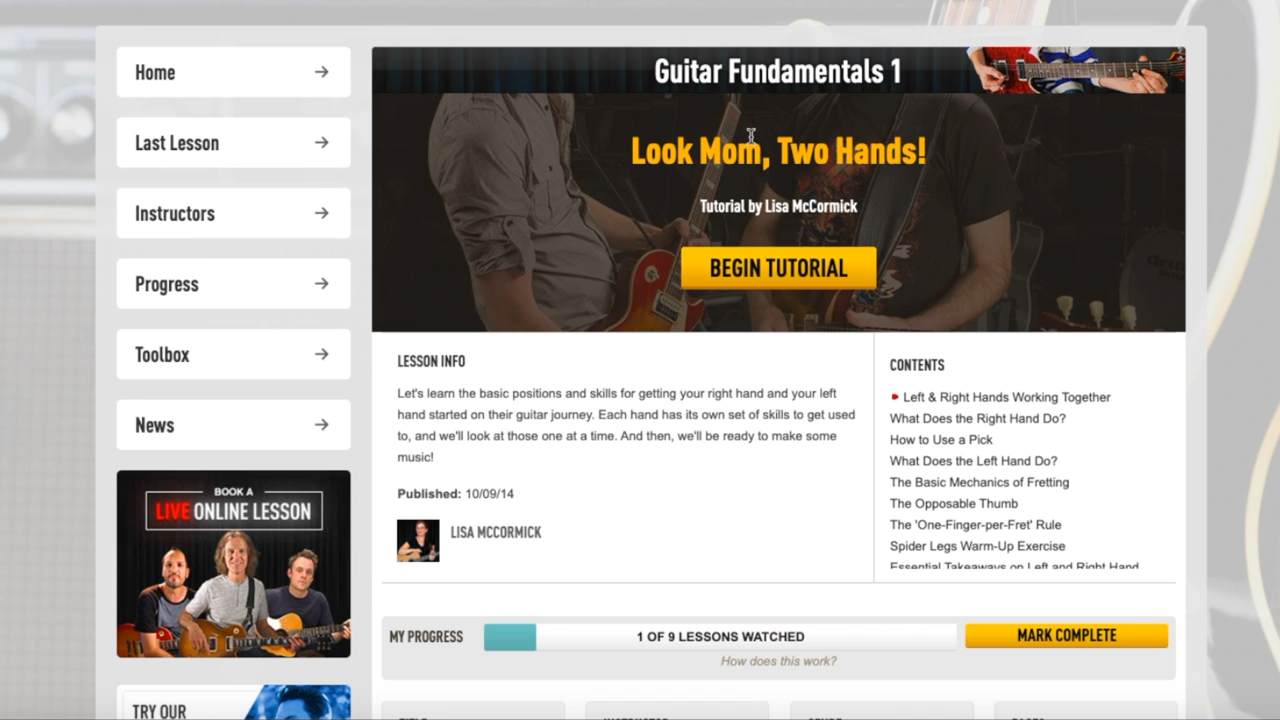 Home
Last Lesson
Instructors
Progress
Toolbox
News
BOOK A
LIVE ONLINE LESSON
TRY OUR
Guitar Fundamentals 1
Look Mom, Two Hands!
Tutorial by Lisa McCormick
BEGIN TUTORIAL
LESSON INFO
Let's learn the basic positions and skills for getting your right hand and your left
hand started on their guitar journey. Each hand has its own set of skills to get used
to, and we'll look at those one at a time. And then, we'll be ready to make some
music!
Published: 10/09/14
LISA MCCORMICK
CONTENTS
Left & Right Hands Working Together
What Does the Right Hand Do?
How to Use a Pick
What Does the Left Hand Do?
The Basic Mechanics of Fretting
The Opposable Thumb
The 'One-Finger-per-Fret' Rule
Spider Legs Warm-Up Exercise
Essential Takeaways on Left and Right Hand
MY PROGRESS
1 OF 9 LESSONS WATCHED
MARK COMPLETE
How does this work?